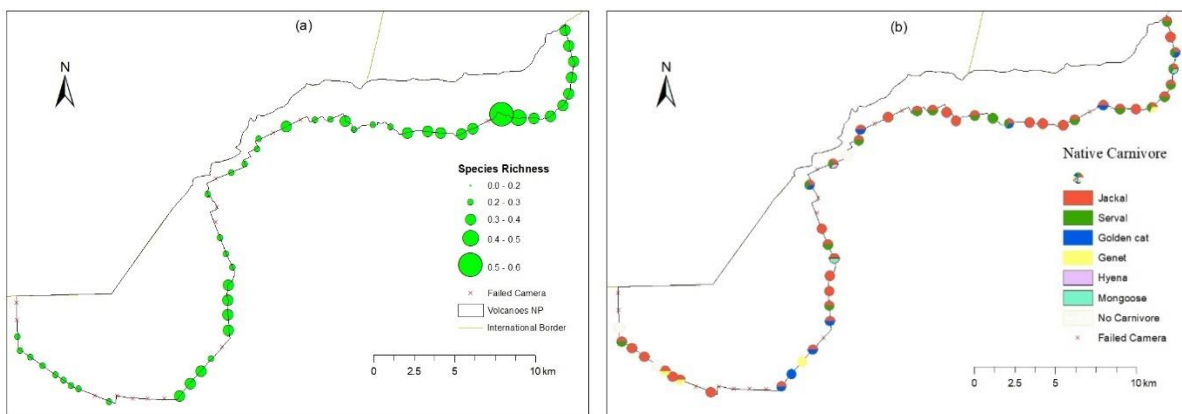 (a)
N
Species Richness
0.0 - 0.2
0.2 - 0.3
0.3 - 0.4
0.4 - 0.5
0.5 - 0.6
Failed Camera
Volcanoes NP
International Border
0 2.5 5 10 km
(b)
N
Native Carnivore
Jackal
Serval
Golden cat
Genet
Hyena
Mongoose
No Carnivore
Failed Camera
0 2.5 5 10 km